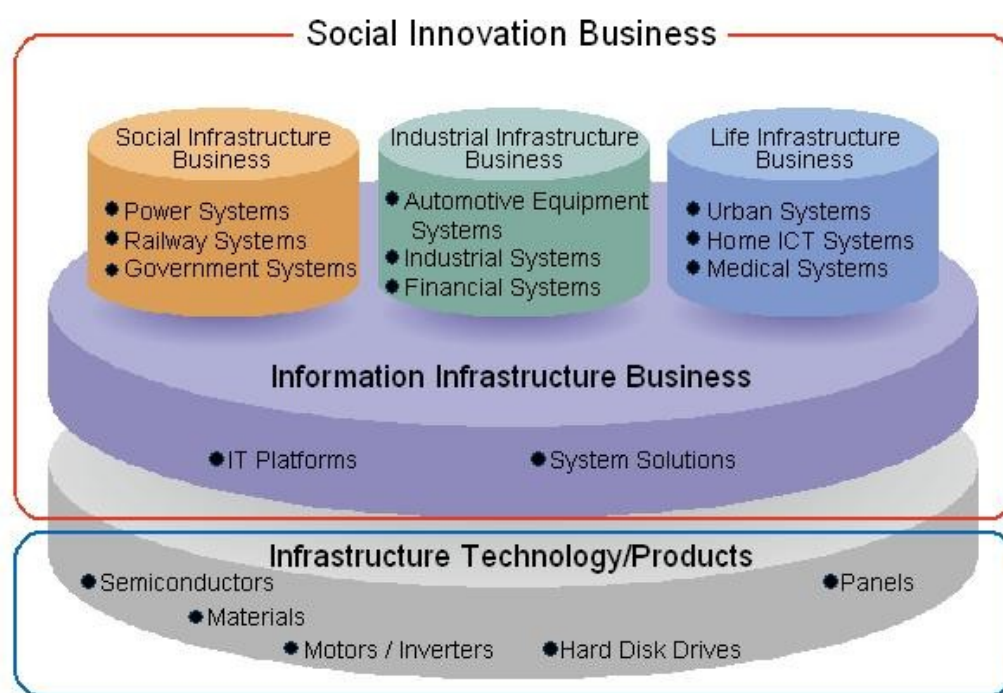 Social Innovation Business
Social Infrastructure
Business
Power Systems
Railway Systems
Government Systems
Industrial Infrastructure
Business
Automotive Equipment
Systems
Industrial Systems
Financial Systems
Life Infrastructure
Business
Urban Systems
Home ICT Systems
Medical Systems
Information Infrastructure Business
IT Platforms
System Solutions
Infrastructure Technology/Products
Semiconductors
Panels
Materials
Motors / Inverters
Hard Disk Drives